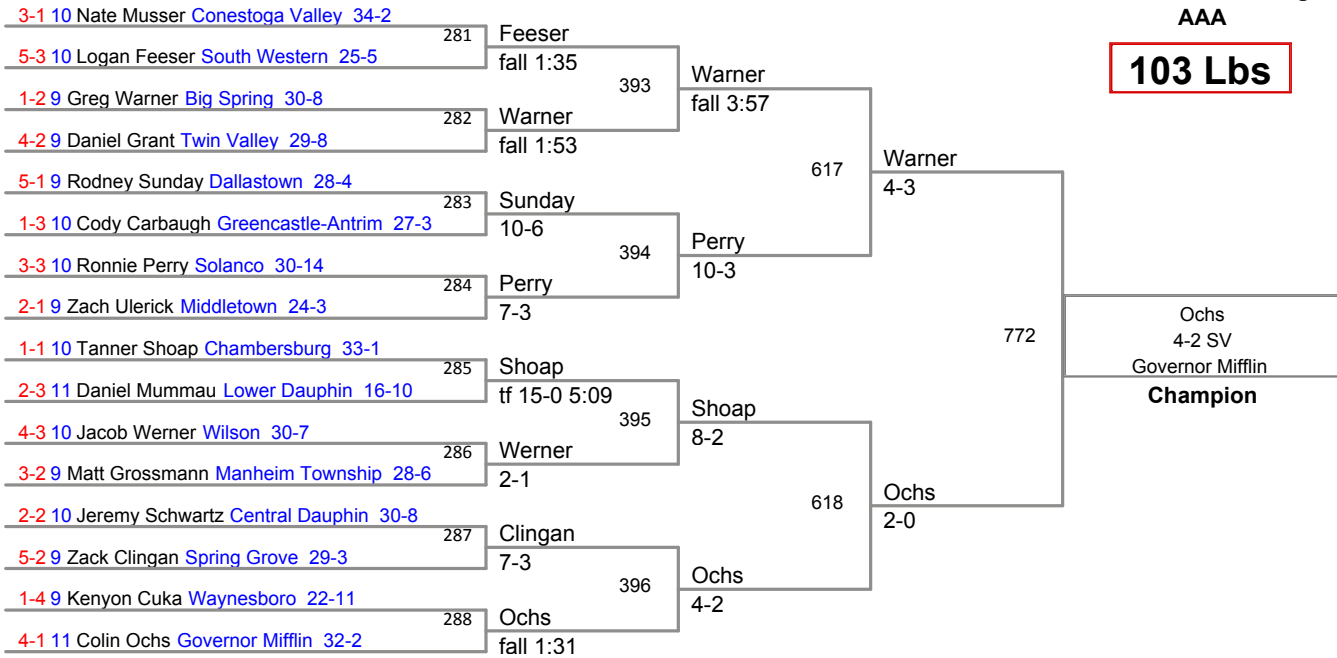 3-1 10 Nate Musser Conestoga Valley 34-2
5-3 10 Logan Feeser South Western 25-5
1-2 9 Greg Warner Big Spring 30-8
4-2 9 Daniel Grant Twin Valley 29-8
5-1 9 Rodney Sunday Dallastown 28-4
1-3 10 Cody Carbaugh Greencastle-Antrim 27-3
3-3 10 Ronnie Perry Solanco 30-14
2-1 9 Zach Ulerick Middletown 24-3
1-1 10 Tanner Shoap Chambersburg 33-1
2-3 11 Daniel Mummau Lower Dauphin 16-10
4-3 10 Jacob Werner Wilson 30-7
3-2 9 Matt Grossmann Manheim Township 28-6
2-2 10 Jeremy Schwartz Central Dauphin 30-8
5-2 9 Zack Clingan Spring Grove 29-3
1-4 9 Kenyon Cuka Waynesboro 22-11
4-1 11 Colin Ochs Governor Mifflin 32-2
281
282
283
284
285
286
287
288
Feeser
fall 1:35
Warner
fall 1:53
Sunday
10-6
Perry
7-3
Shoap
tf 15-0 5:09
Werner
2-1
Clingan
7-3
Ochs
fall 1:31
393
394
395
396
Warner
fall 3:57
Perry
10-3
Shoap
8-2
Ochs
4-2
617
618
Warner
4-3
Ochs
2-0
772
AAA
103 Lbs
Ochs
4-2 SV
Governor Mifflin
Champion